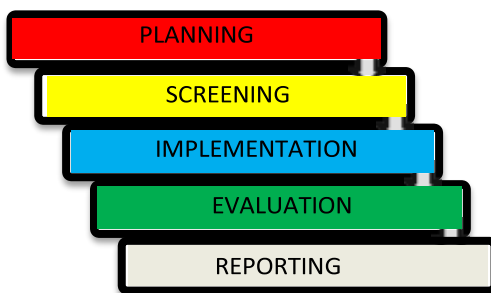 PLANNING
SCREENING
IMPLEMENTATION
EVALUATION
REPORTING